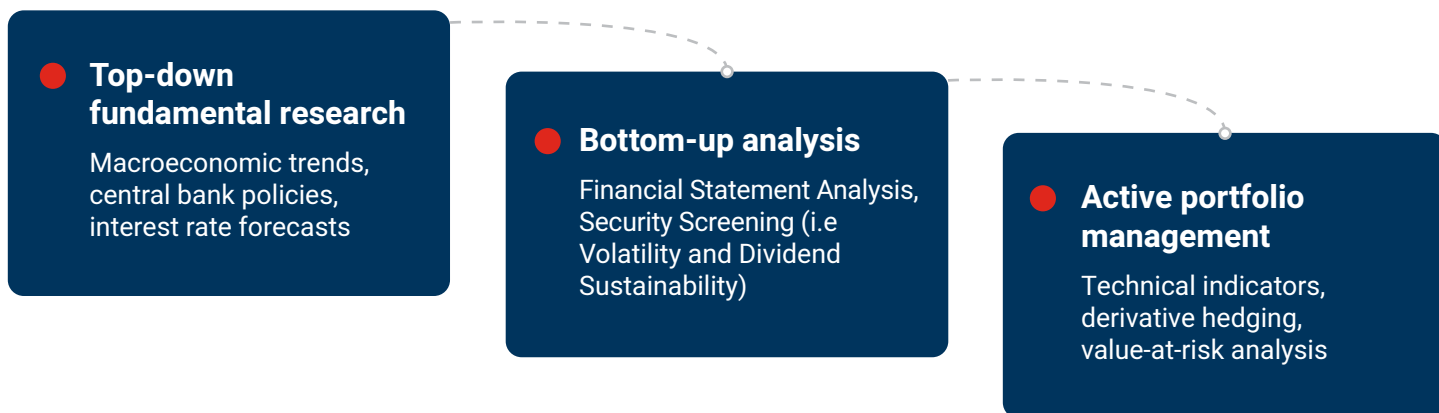 Top-down
fundamental research
Macroeconomic trends,
central bank policies,
interest rate forecasts
Bottom-up analysis
Financial Statement Analysis,
Security Screening (i.e
Volatility and Dividend
Sustainability)
Active portfolio
management
Technical indicators,
derivative hedging,
value-at-risk analysis